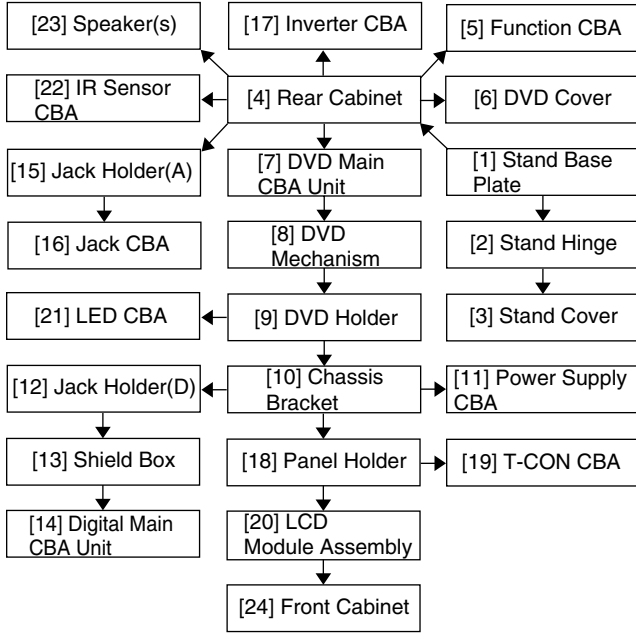 [23] Speaker(s)
[17] Inverter CBA
[5] Function CBA
[22] IR Sensor
CBA
[4] Rear Cabinet
[6] DVD Cover
[15] Jack Holder(A)
[7] DVD Main
CBA Unit
[1] Stand Base
Plate
[16] Jack CBA
[8] DVD
Mechanism
[2] Stand Hinge
[21] LED CBA
[9] DVD Holder
[3] Stand Cover
[12] Jack Holder(D)
[10] Chassis
Bracket
[11] Power Supply
CBA
[13] Shield Box
[18] Panel Holder
[19] T-CON CBA
[14] Digital Main
CBA Unit
[20] LCD
Module Assembly
[24] Front Cabinet